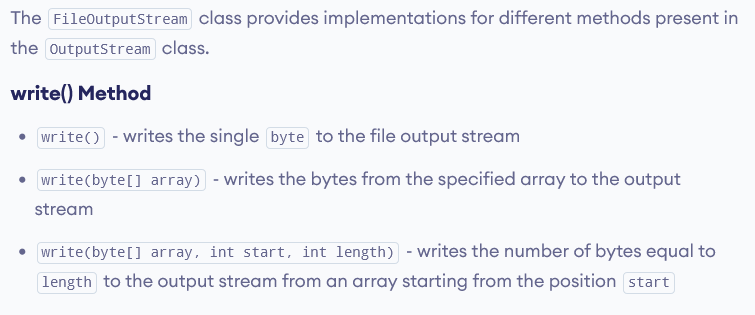 The FileOutputStream class provides implementations for different methods present in
the OutputStream class.
write() Method
• write() - writes the single byte to the file output stream
• write(byte[] array) - writes the bytes from the specified array to the output
stream
• write(byte[] array, int start, int length) - writes the number of bytes equal to
length to the output stream from an array starting from the position start